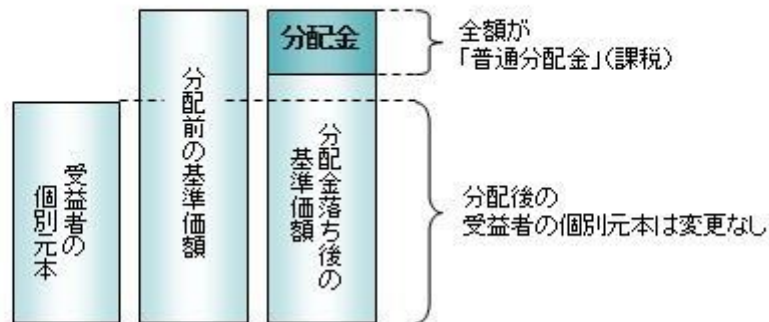 受益者の
個別元本
分配前の基準価額
分配金
分配金落ち後の
基準価額
全額が
「普通分配金」(課税)
分配後の
受益者の個別元本は変更なし